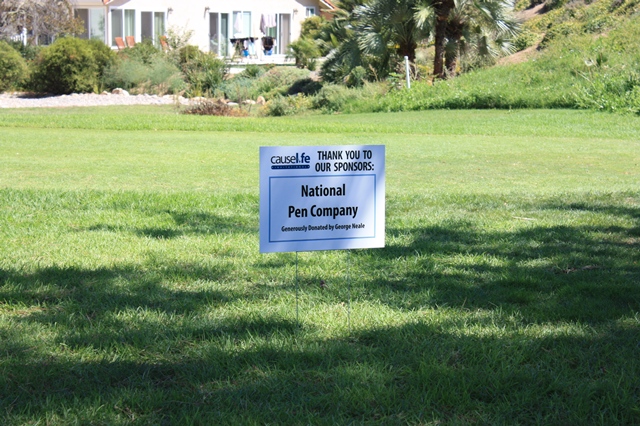 causeLife
THANK YOU TO
OUR SPONSORS:
National
Pen Company
Generously Donated by George Neale